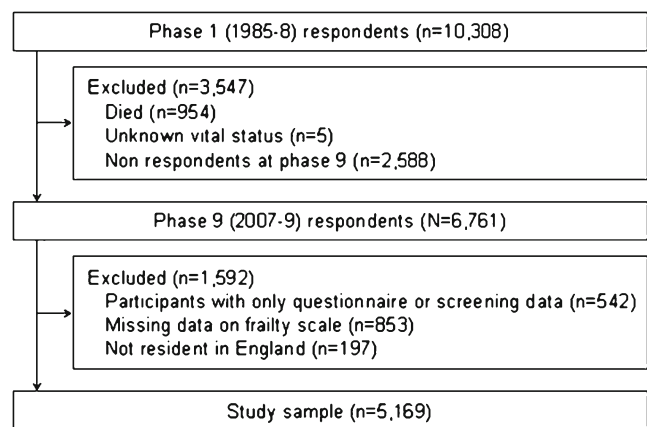 Phase 1 (1985-8) respondents (n=10,308)
Excluded (n=3,547)
Died (n=954)
Unknown vital status (n=5)
Non respondents at phase 9 (n=2,588)
Phase 9 (2007-9) respondents (N=6,761)
Excluded (n=1,592)
Participants with only questionnaire or screening data (n=542)
Missing data on frailty scale (n=853)
Not resident in England (n=197)
Study sample (n=5,169)